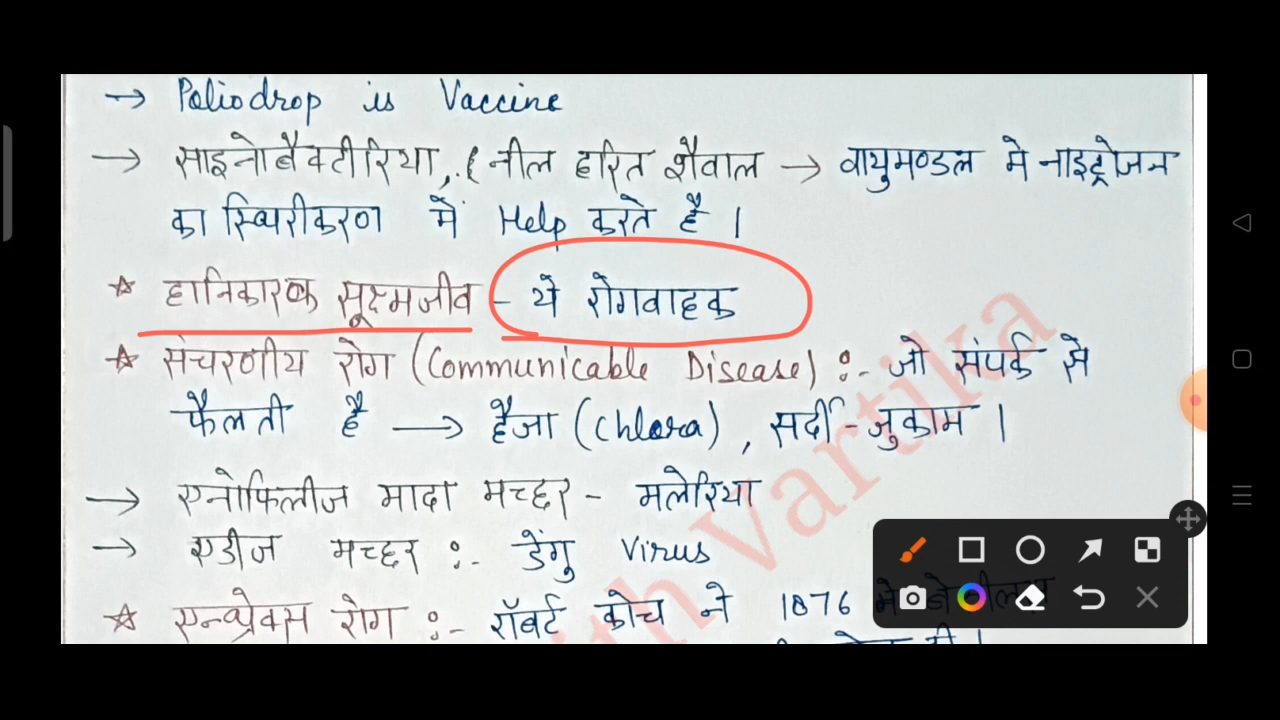 → Poliodrop is Vaccine
→ साइनोबैक्टीरिया, नील हरित शैवाल → वायुमण्डल मे नाइट्रोजन
का स्थिरीकरण में Help करते है ।
☆ हानिकारक सूक्ष्मजीव - ये रोगवाहक
☆ संचरणीय रोग (Communicable Disease) :- जो संपर्क से
फैलती है → हैजा (Chlora), सर्दी-जुकाम ।
→ एनोफिलीज मादा मच्छर - मलेरिया
→ एडीज मच्छर :- डेंगु Virus
☆ एन्थ्रेक्स रोग :- रॉबर्ट कोच ने 1876 मे
Vartika